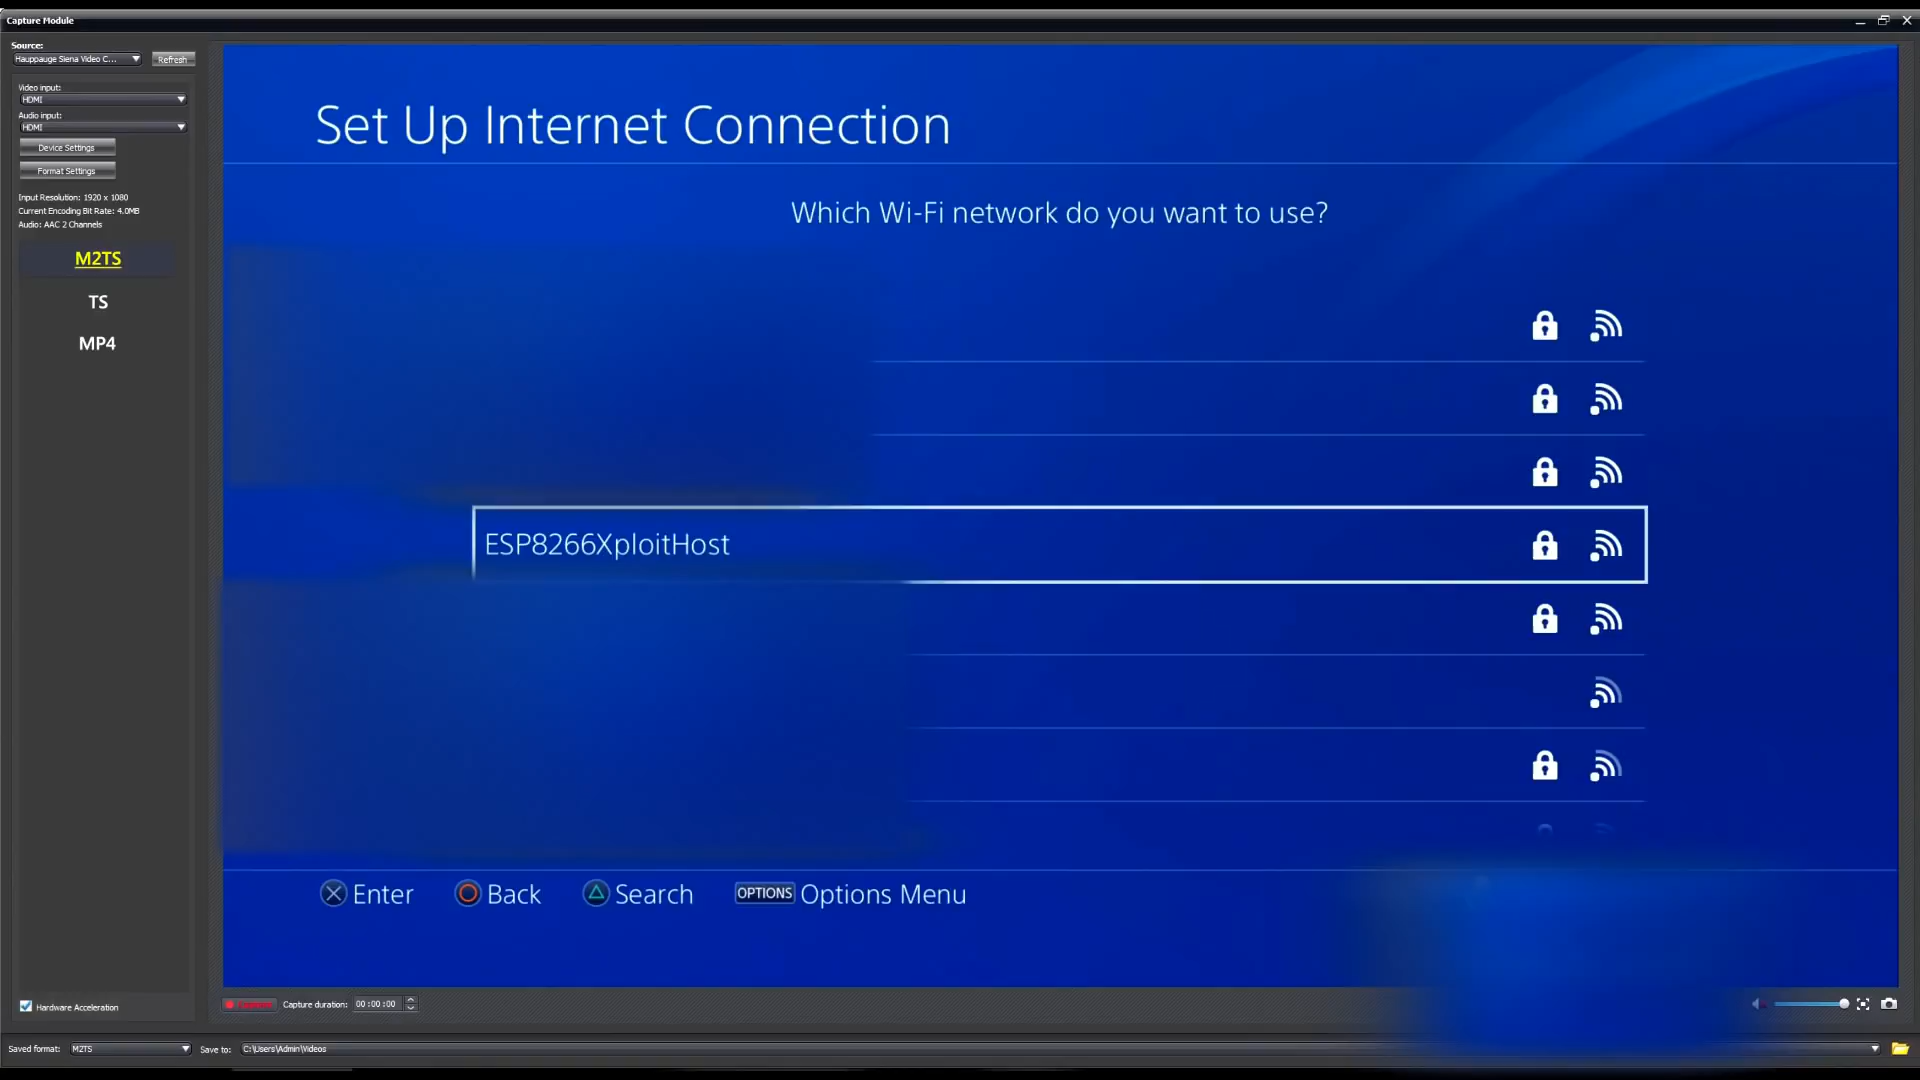 Capture Module
Source:
Hauppauge Siena Video C...
Refresh
Video input:
HDMI
Audio input:
HDMI
Device Settings
Format Settings
Input Resolution: 1920 x 1080
Current Encoding Bit Rate: 4.0MB
Audio: AAC 2 Channels
M2TS
TS
MP4
Set Up Internet Connection
Which Wi-Fi network do you want to use?
ESP8266XploitHost
Enter
Back
Search
OPTIONS Options Menu
Hardware Acceleration
Capture duration: 00:00:00
Saved format: M2TS
Save to: C:\Users\Admin\Videos